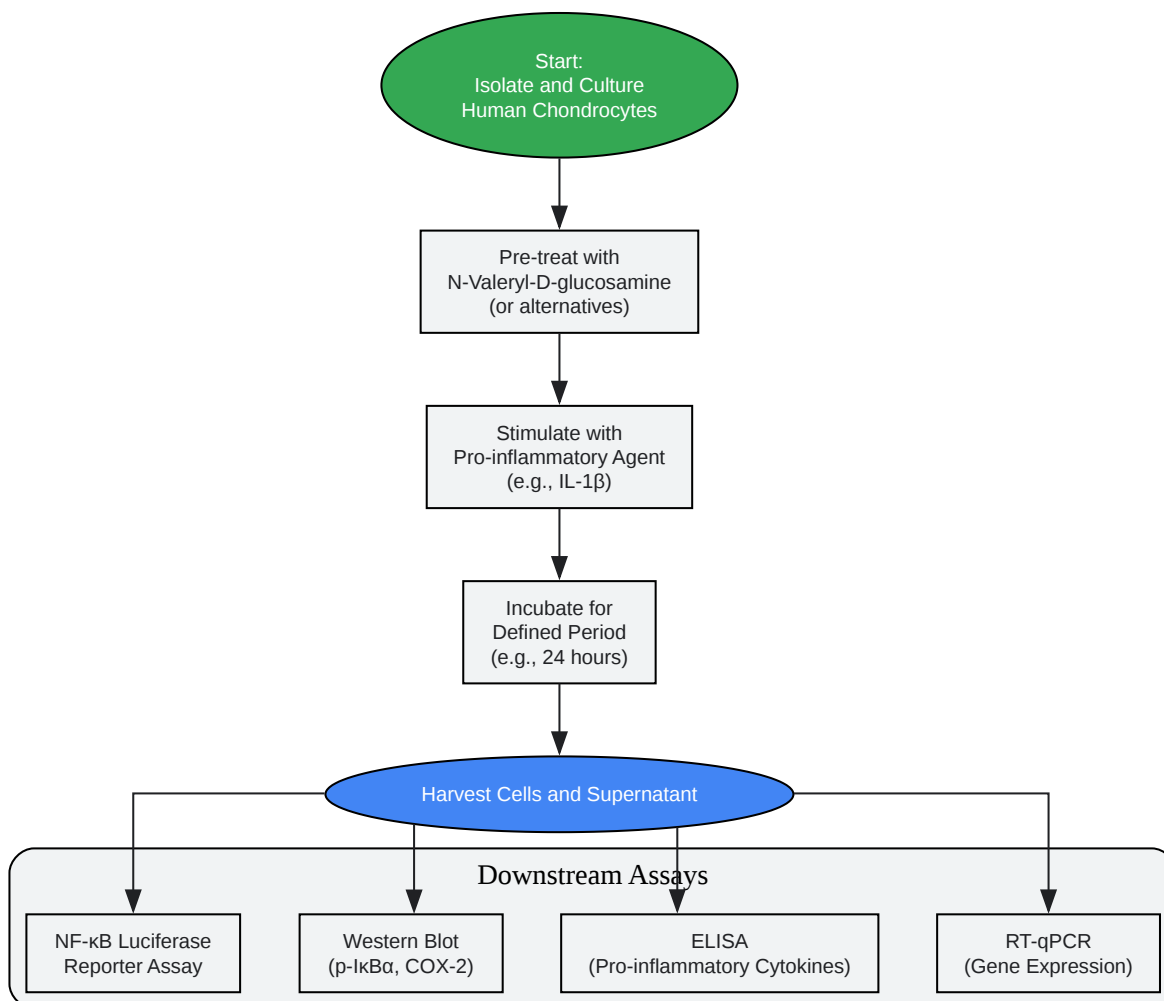 Start:
Isolate and Culture
Human Chondrocytes
Pre-treat with
N-Valeryl-D-glucosamine
(or alternatives)
Stimulate with
Pro-inflammatory Agent
(e.g., IL-1β)
Incubate for
Defined Period
(e.g., 24 hours)
Harvest Cells and Supernatant
Downstream Assays
NF-κB Luciferase
Reporter Assay
Western Blot
(p-IκBα, COX-2)
ELISA
(Pro-inflammatory Cytokines)
RT-qPCR
(Gene Expression)